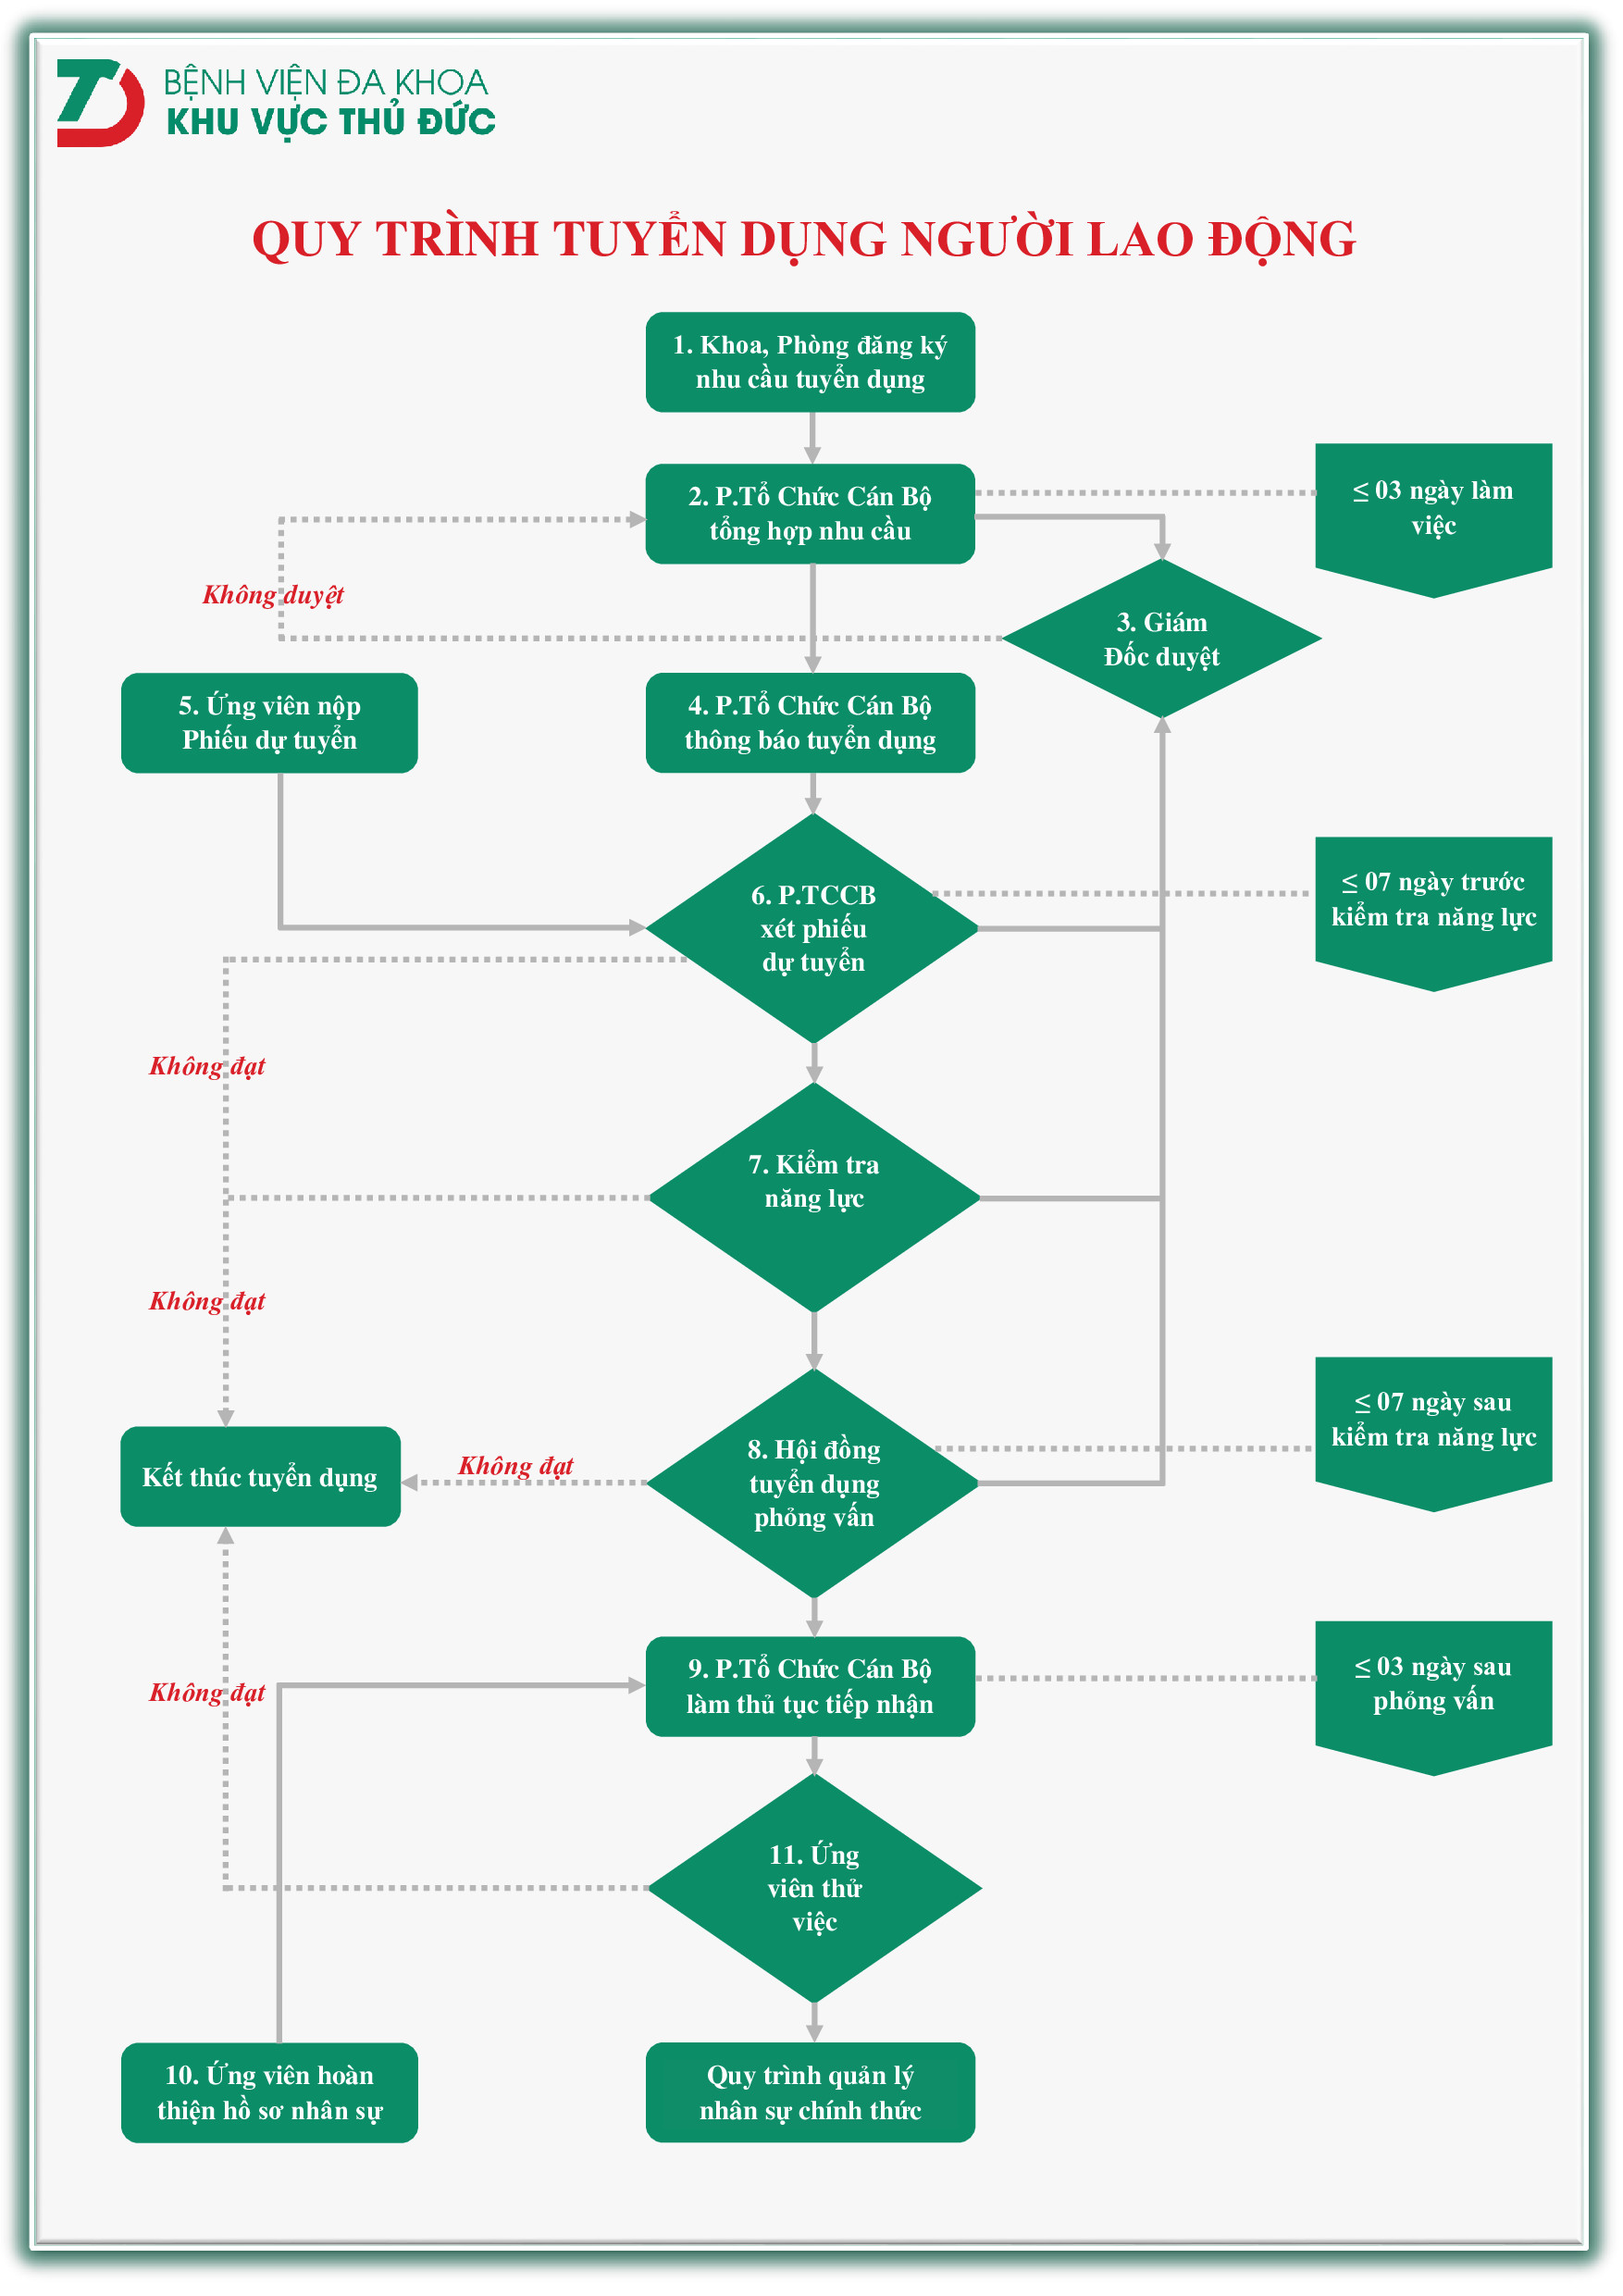 BỆNH VIỆN ĐA KHOA
KHU VỰC THỦ ĐỨC
QUY TRÌNH TUYỂN DỤNG NGƯỜI LAO ĐỘNG
1. Khoa, Phòng đăng ký
nhu cầu tuyển dụng
2. P.Tổ Chức Cán Bộ
tổng hợp nhu cầu
≤ 03 ngày làm
việc
Không duyệt
3. Giám
Đốc duyệt
5. Ứng viên nộp
Phiếu dự tuyển
4. P.Tổ Chức Cán Bộ
thông báo tuyển dụng
6. P.TCCB
xét phiếu
dự tuyển
≤ 07 ngày trước
kiểm tra năng lực
Không đạt
7. Kiểm tra
năng lực
Không đạt
Kết thúc tuyển dụng
Không đạt
8. Hội đồng
tuyển dụng
phỏng vấn
≤ 07 ngày sau
kiểm tra năng lực
9. P.Tổ Chức Cán Bộ
làm thủ tục tiếp nhận
≤ 03 ngày sau
phỏng vấn
Không đạt
11. Ứng
viên thử
việc
10. Ứng viên hoàn
thiện hồ sơ nhân sự
Quy trình quản lý
nhân sự chính thức